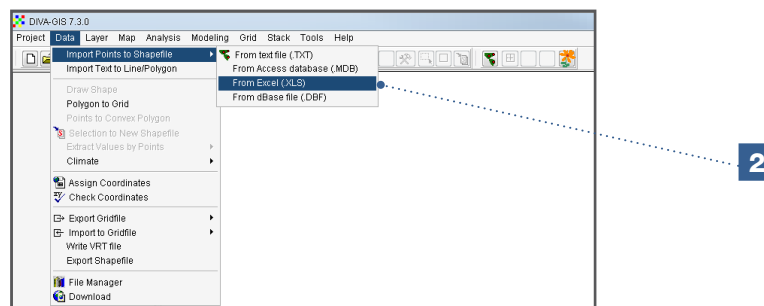 DIVA-GIS 7.3.0
Project Data Layer Map Analysis Modeling Grid Stack Tools Help
Import Points to Shapefile
Import Text to Line/Polygon
Draw Shape
Polygon to Grid
Points to Convex Polygon
Selection to New Shapefile
Extract Values by Points
Climate
Assign Coordinates
Check Coordinates
Export Gridfile
Import to Gridfile
Write VRT file
Export Shapefile
File Manager
Download
From text file (.TXT)
From Access database (.MDB)
From Excel (.XLS)
From dBase file (.DBF)
2